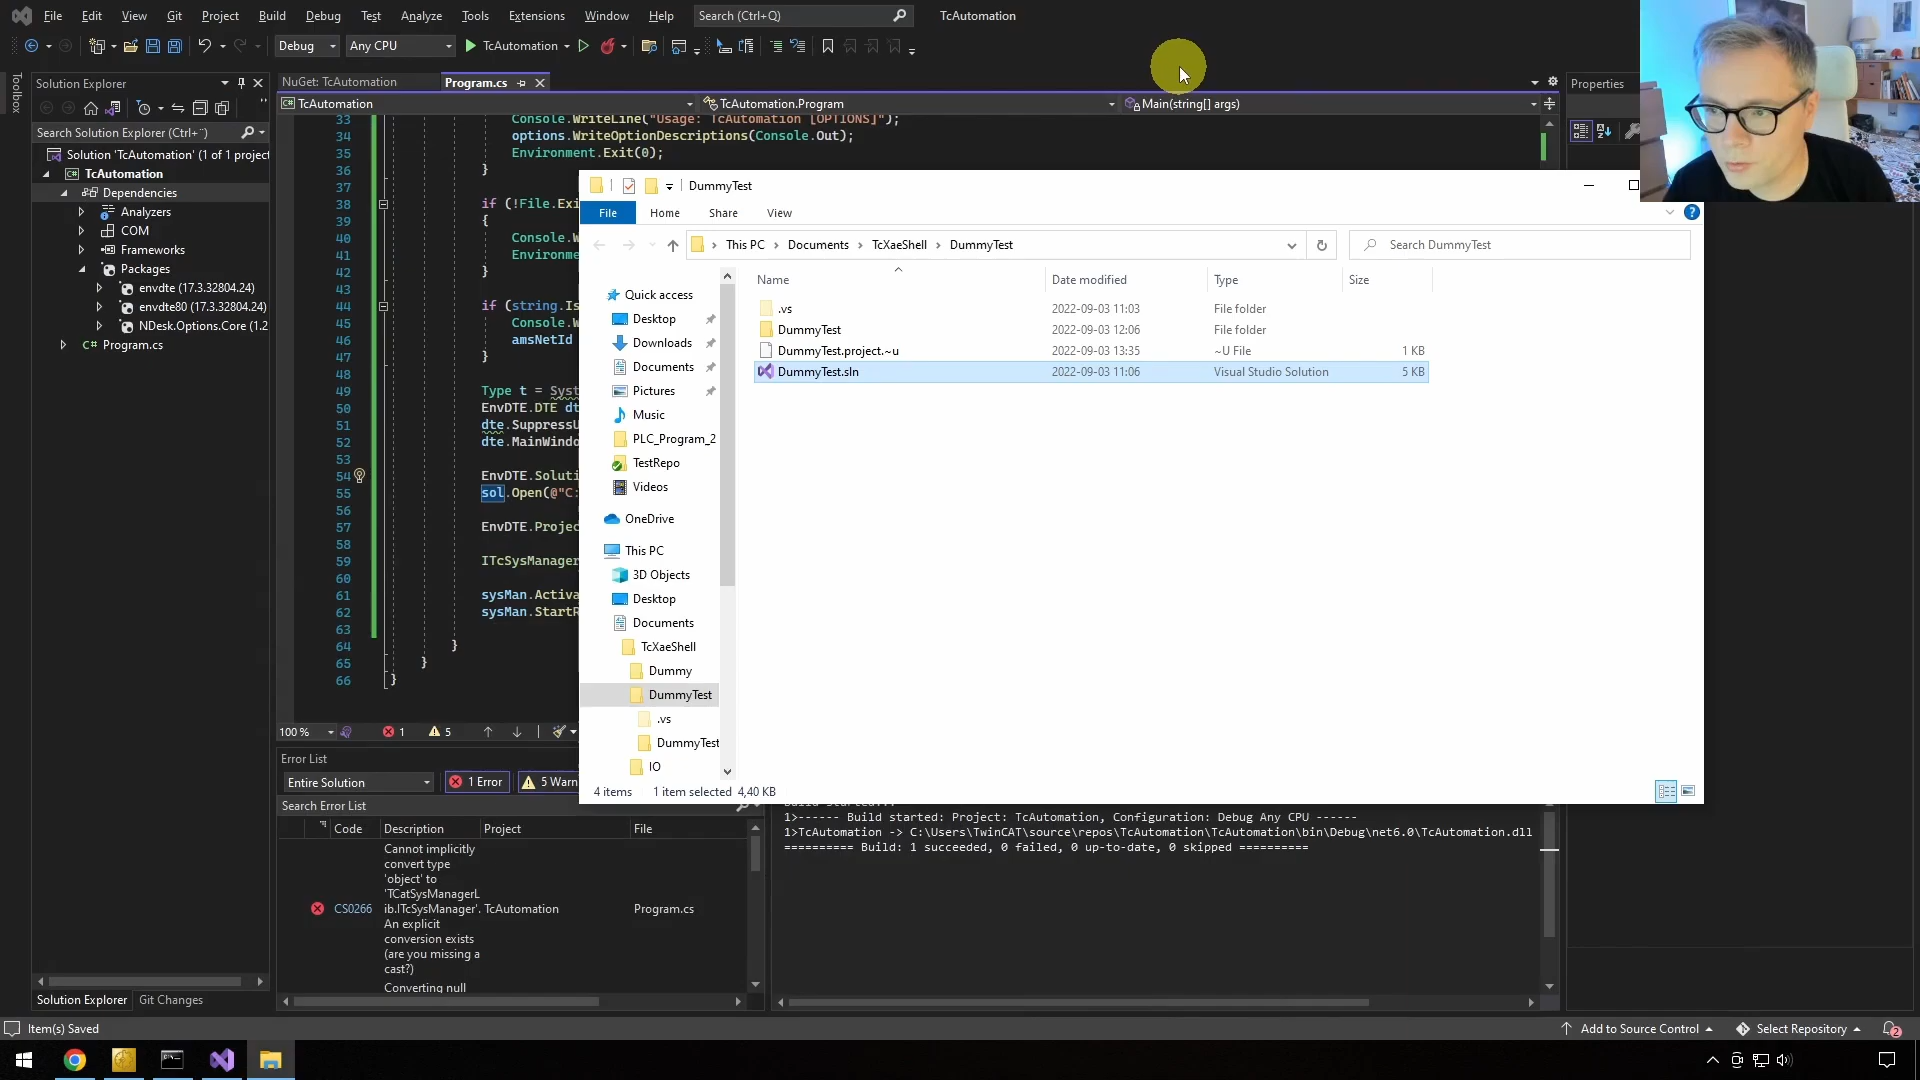 File Edit View Git Project Build Debug Test Analyze Tools Extensions Window Help Search (Ctrl+Q) TcAutomation
Debug Any CPU TcAutomation
Toolbox
Solution Explorer
Search Solution Explorer (Ctrl+¨)
Solution 'TcAutomation' (1 of 1 project
TcAutomation
Dependencies
Analyzers
COM
Frameworks
Packages
envdte (17.3.32804.24)
envdte80 (17.3.32804.24)
NDesk.Options.Core (1.2
C# Program.cs
Solution Explorer Git Changes
NuGet: TcAutomation Program.cs
TcAutomation TcAutomation.Program Main(string[] args)
33 Console.WriteLine("Usage: TcAutomation [OPTIONS]");
34 options.WriteOptionDescriptions(Console.Out);
35 Environment.Exit(0);
36 }
37
38 if (!File.Exi
39 {
40 Console.W
41 Environme
42 }
43
44 if (string.Is
45 Console.W
46 amsNetId
47 }
48
49 Type t = Syst
50 EnvDTE.DTE dt
51 dte.SuppressU
52 dte.MainWindo
53
54 EnvDTE.Soluti
55 sol.Open(@"C:
56
57 EnvDTE.Projec
58
59 ITcSysManager
60
61 sysMan.Activa
62 sysMan.StartR
63
64 }
65 }
66 }
100 % 1 5
Error List
Entire Solution 1 Error 5 Warn
Search Error List
Code Description Project File
CS0266 Cannot implicitly
convert type
'object' to
'TCatSysManagerL
ib.ITcSysManager'. TcAutomation Program.cs
An explicit
conversion exists
(are you missing a
cast?)
Converting null
DummyTest
File Home Share View
This PC Documents TcXaeShell DummyTest Search DummyTest
Quick access
Desktop
Downloads
Documents
Pictures
Music
PLC_Program_2
TestRepo
Videos
OneDrive
This PC
3D Objects
Desktop
Documents
TcXaeShell
Dummy
DummyTest
.vs
DummyTest
IO
Name Date modified Type Size
.vs 2022-09-03 11:03 File folder
DummyTest 2022-09-03 12:06 File folder
DummyTest.project.~u 2022-09-03 13:35 ~U File 1 KB
DummyTest.sln 2022-09-03 11:06 Visual Studio Solution 5 KB
4 items 1 item selected 4,40 KB
Build started...
1>------ Build started: Project: TcAutomation, Configuration: Debug Any CPU ------
1>TcAutomation -> C:\Users\TwinCAT\source\repos\TcAutomation\TcAutomation\bin\Debug\net6.0\TcAutomation.dll
========== Build: 1 succeeded, 0 failed, 0 up-to-date, 0 skipped ==========
Properties
Item(s) Saved Add to Source Control Select Repository 2